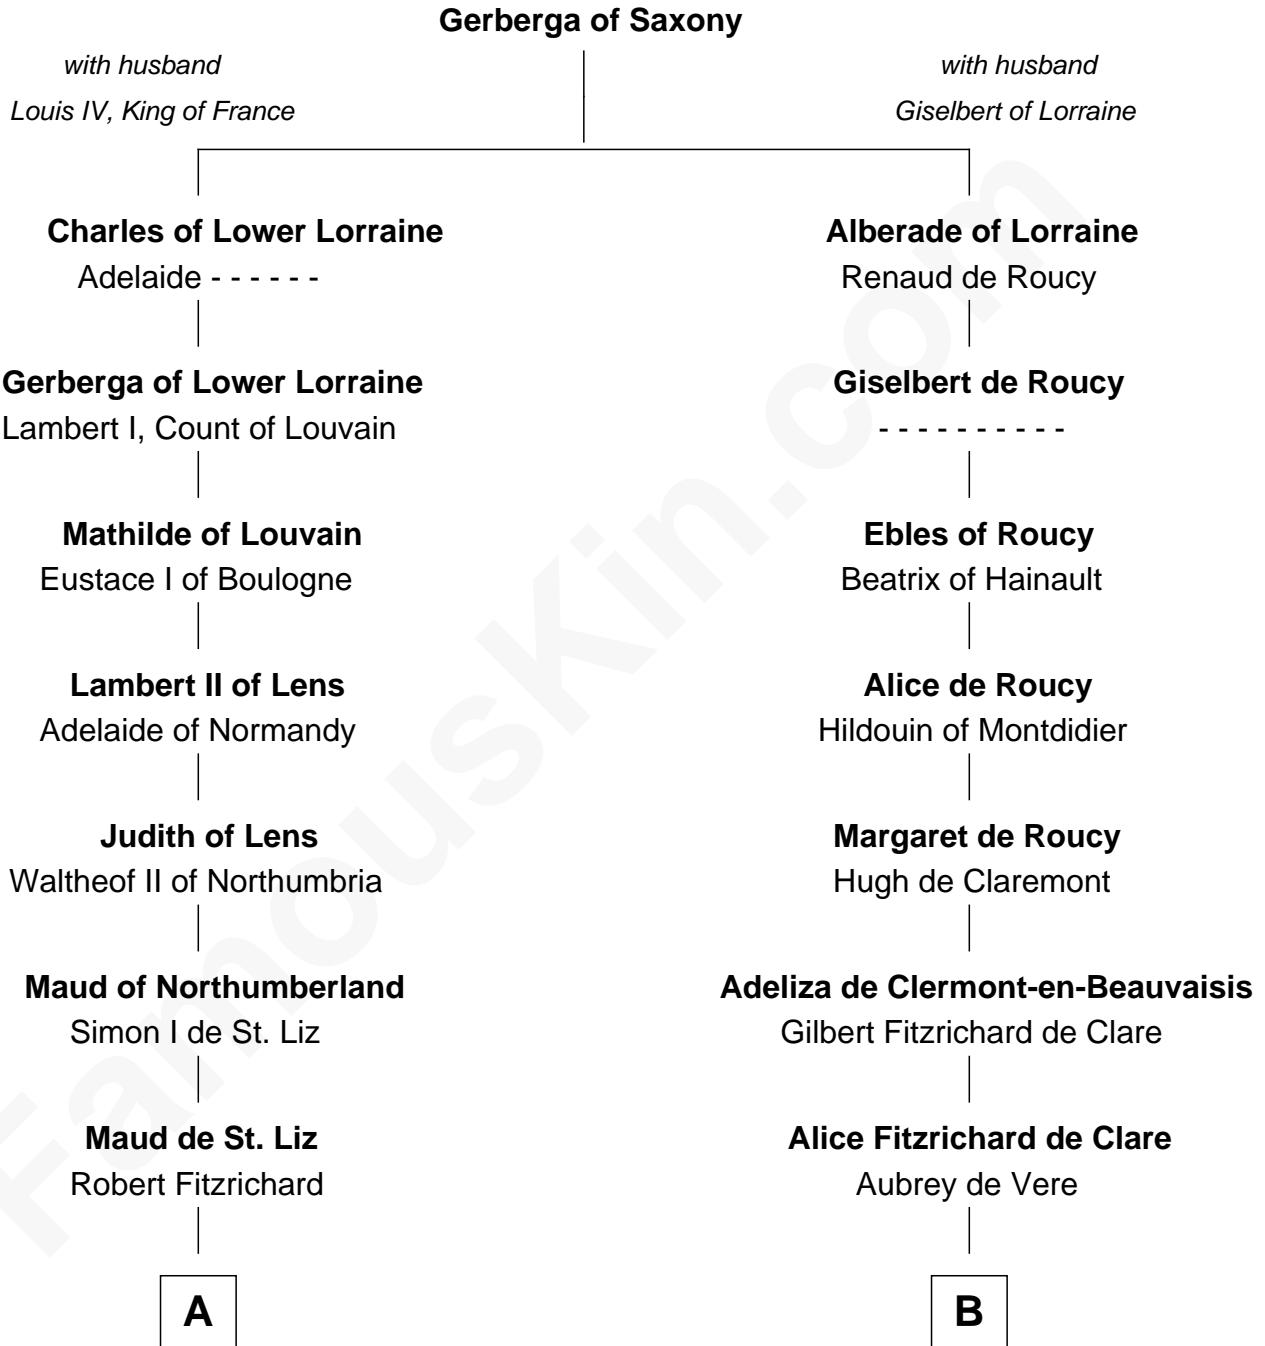 Gerberga of Saxony
with husband
Louis IV, King of France
with husband
Giselbert of Lorraine
Charles of Lower Lorraine
Adelaide - - - - - -
Alberade of Lorraine
Renaud de Roucy
Gerberga of Lower Lorraine
Lambert I, Count of Louvain
Giselbert de Roucy
- - - - - - - - - -
Mathilde of Louvain
Eustace I of Boulogne
Ebles of Roucy
Beatrix of Hainault
Lambert II of Lens
Adelaide of Normandy
Alice de Roucy
Hildouin of Montdidier
Judith of Lens
Waltheof II of Northumbria
Margaret de Roucy
Hugh de Claremont
Maud of Northumberland
Simon I de St. Liz
Adeliza de Clermont-en-Beauvaisis
Gilbert Fitzrichard de Clare
Maud de St. Liz
Robert Fitzrichard
Alice Fitzrichard de Clare
Aubrey de Vere
A
B
FamousKin.com